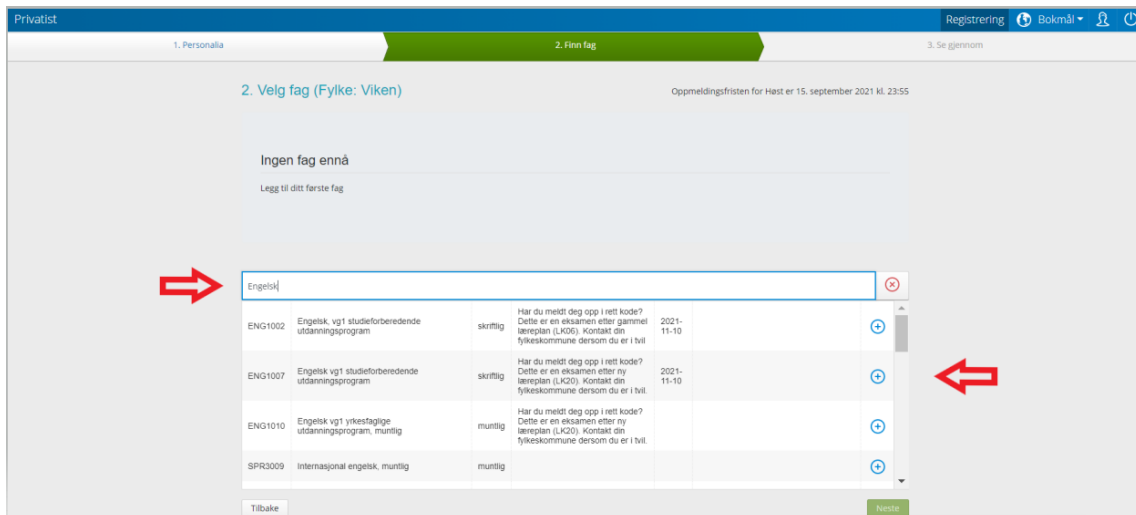 Privatist
Registrering Bokmål
1. Personalia
2. Finn fag
3. Se gjennom
2. Velg fag (Fylke: Viken)
Oppmeldingsfristen for Høst er 15. september 2021 kl. 23:55
Ingen fag ennå
Legg til ditt første fag
Engelsk
ENG1002
Engelsk, vg1 studieforberedende
utdanningsprogram
skriftlig
Har du meldt deg opp i rett kode?
Dette er en eksamen etter gammel
læreplan (LK06). Kontakt din
fylkeskommune dersom du er i tvil
2021-
11-10
ENG1007
Engelsk vg1 studieforberedende
utdanningsprogram
skriftlig
Har du meldt deg opp i rett kode?
Dette er en eksamen etter ny
læreplan (LK20). Kontakt din
fylkeskommune dersom du er i tvil.
2021-
11-10
ENG1010
Engelsk vg1 yrkesfaglige
utdanningsprogram, muntlig
muntlig
Har du meldt deg opp i rett kode?
Dette er en eksamen etter ny
læreplan (LK20). Kontakt din
fylkeskommune dersom du er i tvil.
SPR3009
Internasjonal engelsk, muntlig
muntlig
Tilbake
Neste